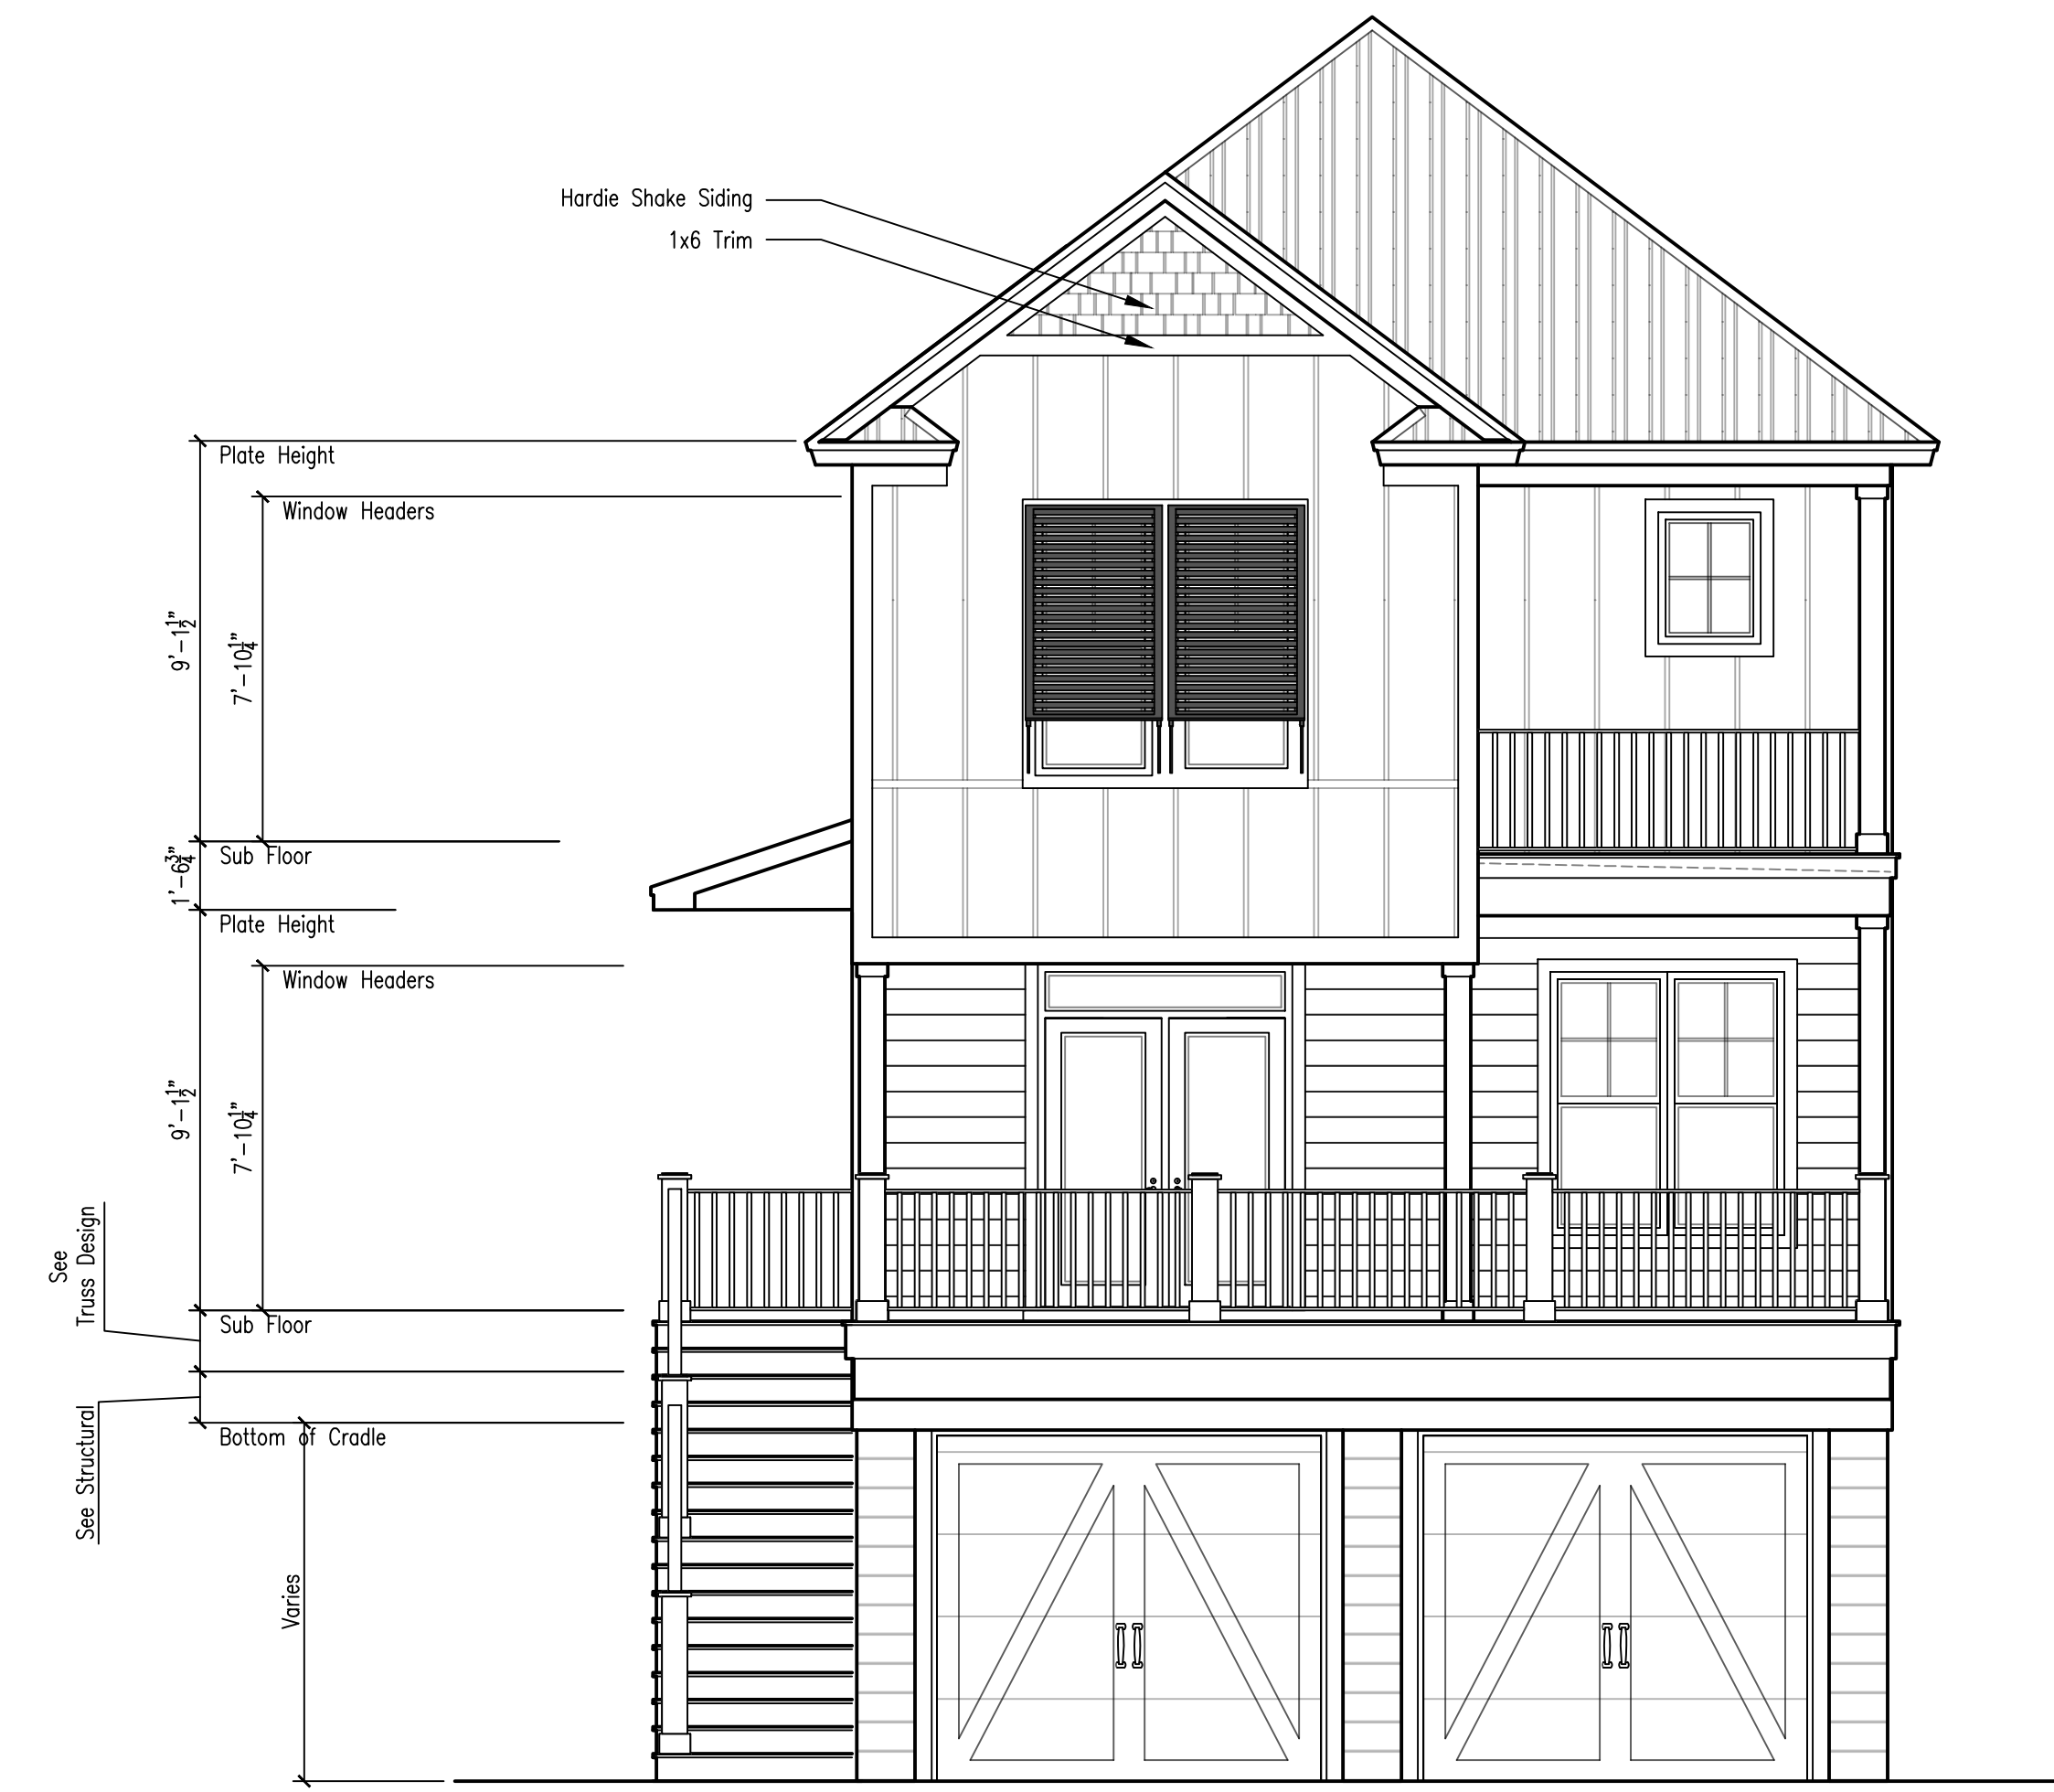 Hardie Shake Siding
1x6 Trim
Plate Height
Window Headers
9'-1½"
7'-10¼"
Sub Floor
1'-6¾"
Plate Height
Window Headers
9'-1½"
7'-10¼"
See
Truss Design
Sub Floor
See Structural
Bottom of Cradle
Varies